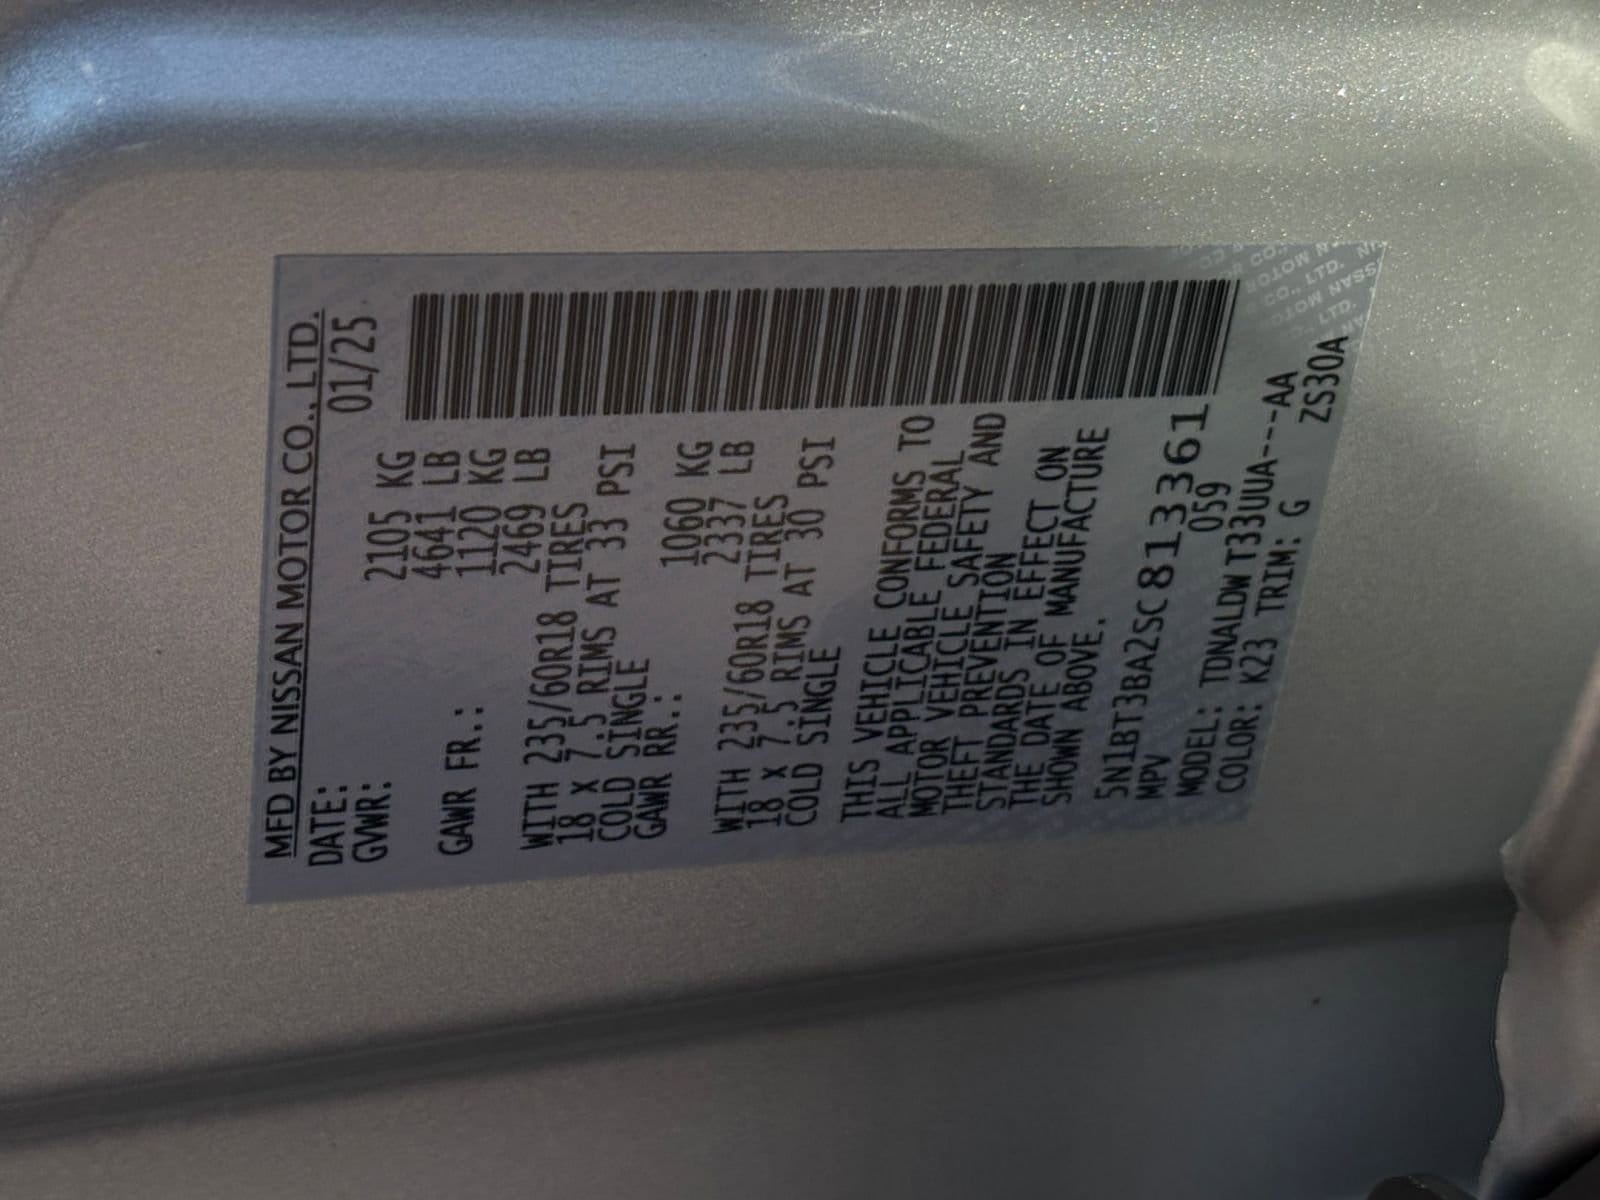 MFD BY NISSAN MOTOR CO., LTD.
DATE: 01/25
GVWR: 2105 KG
4641 LB
GAWR FR.: 1120 KG
2469 LB
WITH 235/60R18 TIRES
18 X 7.5 RIMS AT 33 PSI
COLD SINGLE
GAWR RR.: 1060 KG
2337 LB
WITH 235/60R18 TIRES
18 X 7.5 RIMS AT 30 PSI
COLD SINGLE
THIS VEHICLE CONFORMS TO
ALL APPLICABLE FEDERAL
MOTOR VEHICLE SAFETY AND
THEFT PREVENTION
STANDARDS IN EFFECT ON
THE DATE OF MANUFACTURE
SHOWN ABOVE.
5N1BT3BA2SC813361
MPV 059
MODEL: TDNALDWT33UUA---AA
COLOR: K23 TRIM: G ZS30A